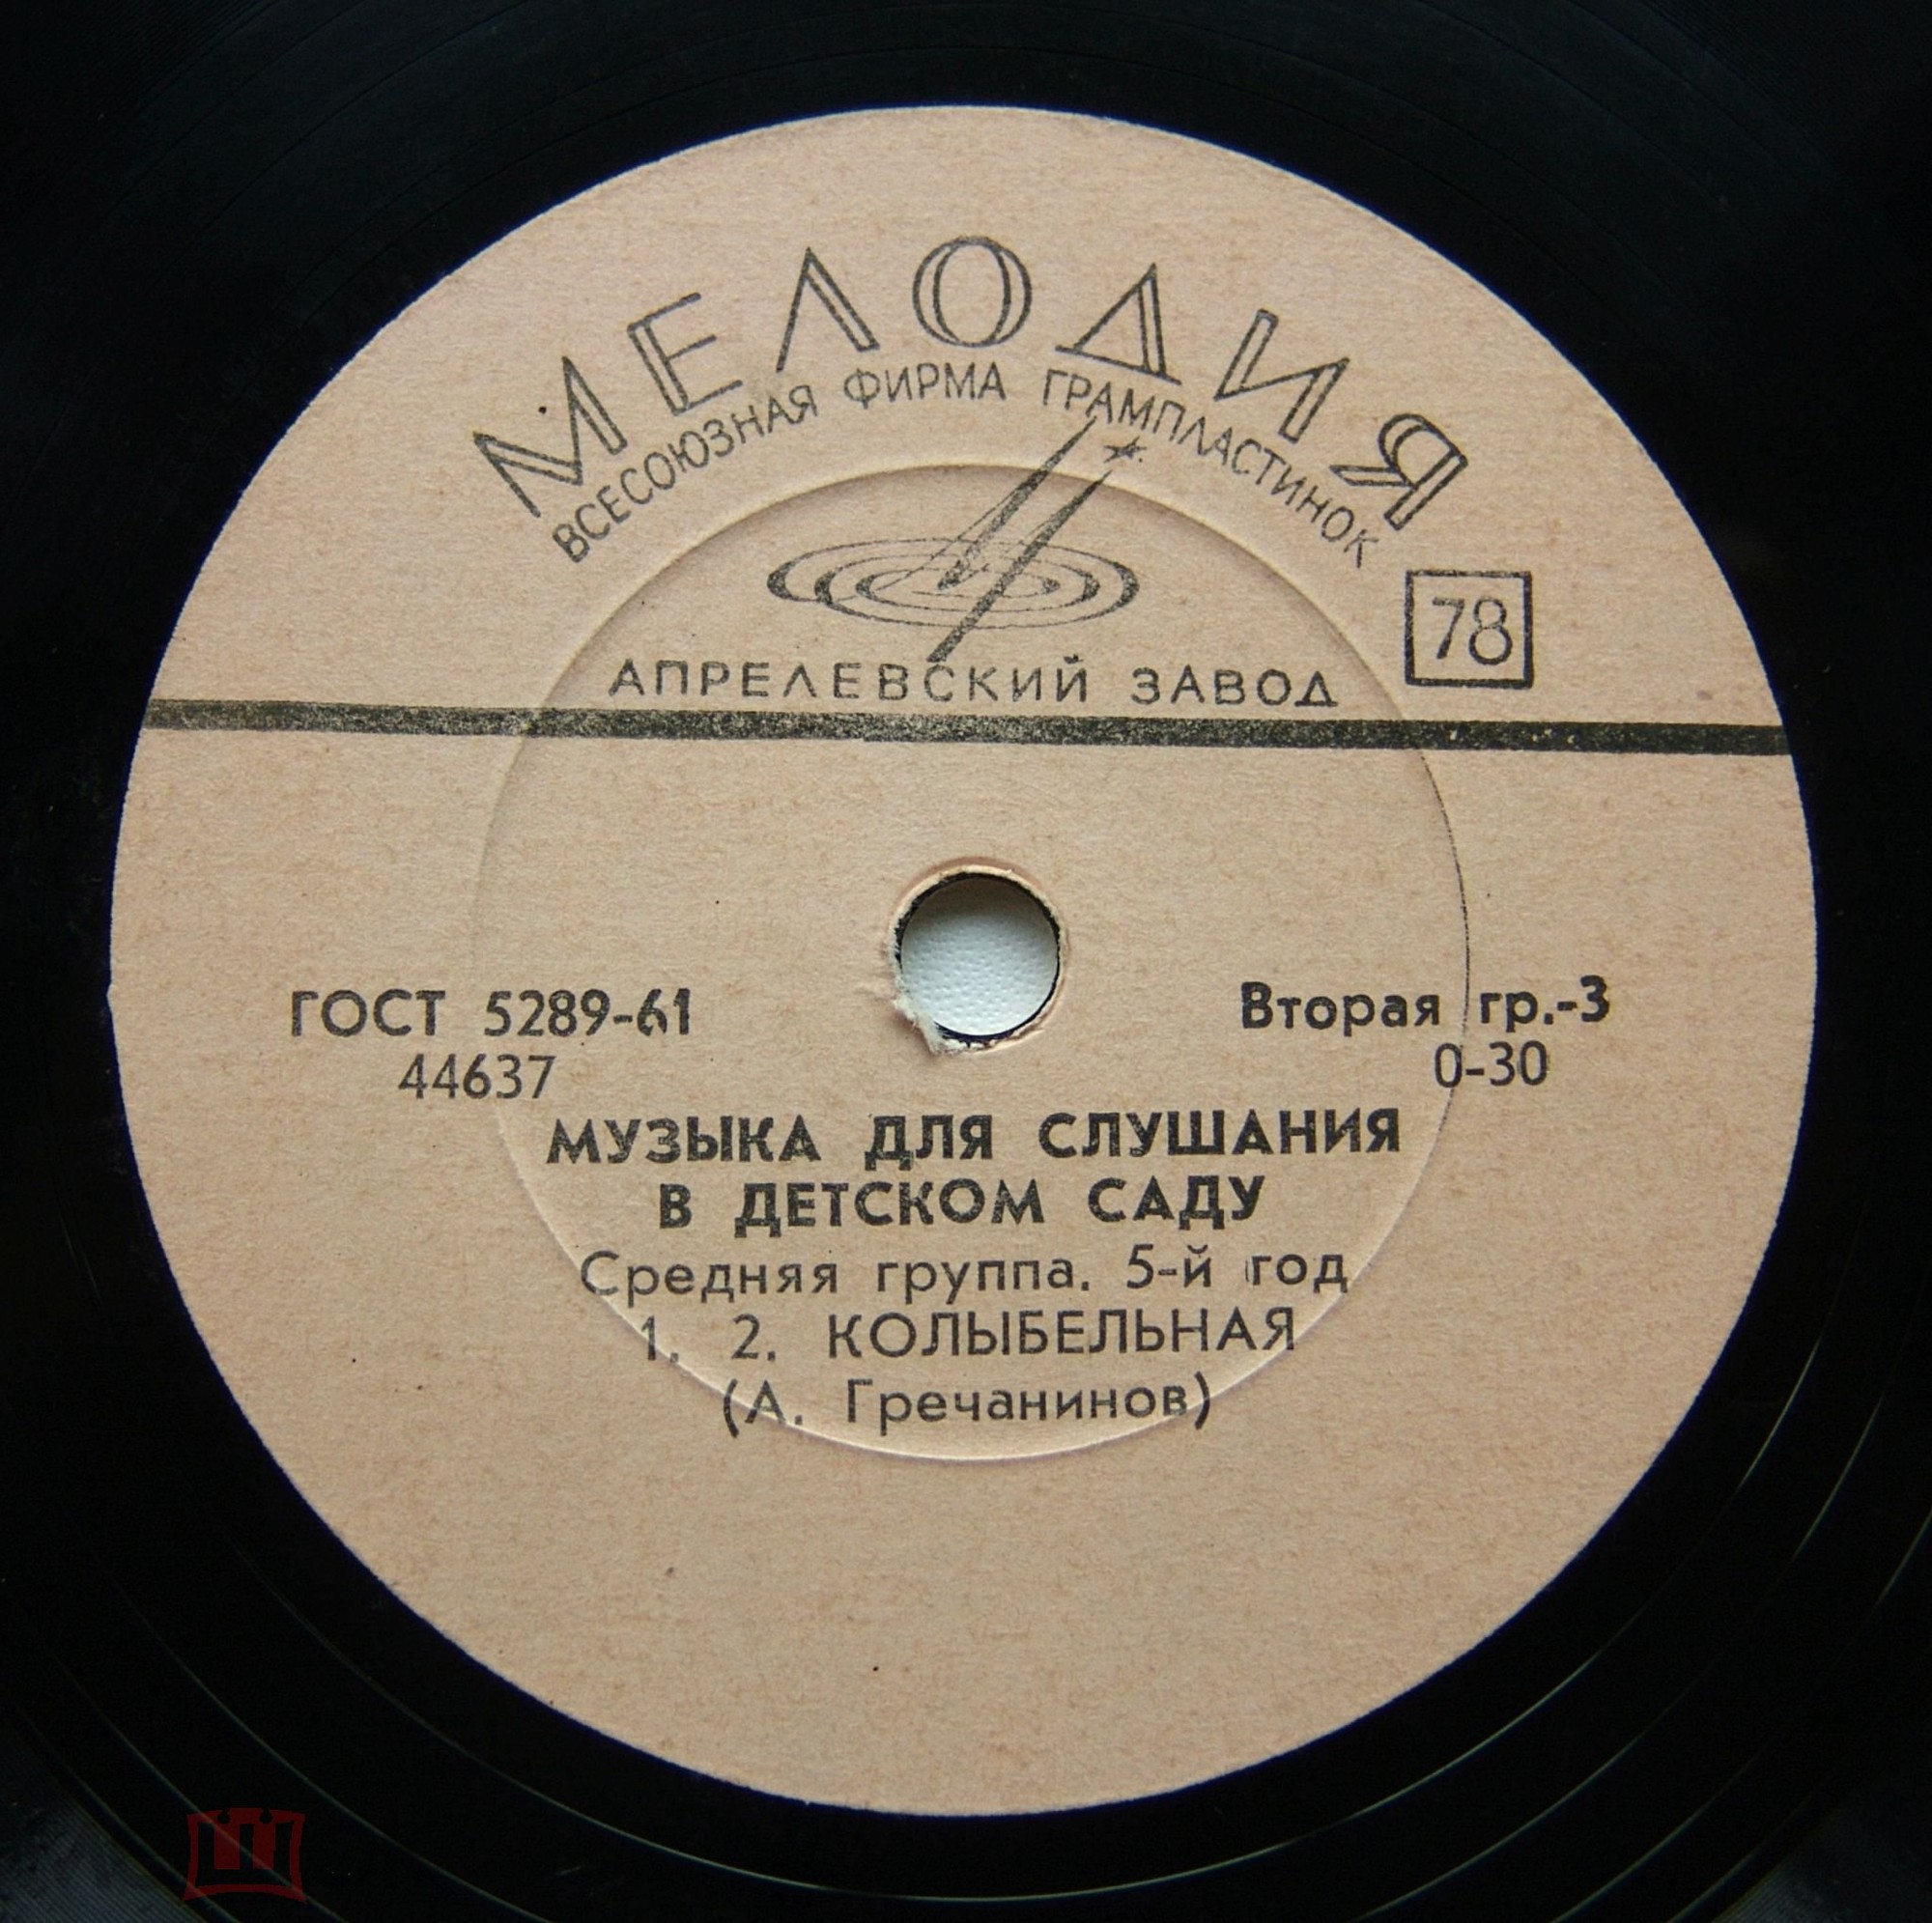 МЕЛОДИЯ
ВСЕСОЮЗНАЯ ФИРМА ГРАМПЛАСТИНОК
78
АПРЕЛЕВСКИЙ ЗАВОД
ГОСТ 5289-61 Вторая гр.-3
44637 0-30
МУЗЫКА ДЛЯ СЛУШАНИЯ
В ДЕТСКОМ САДУ
Средняя группа. 5-й год
1. 2. КОЛЫБЕЛЬНАЯ
(А. Гречанинов)